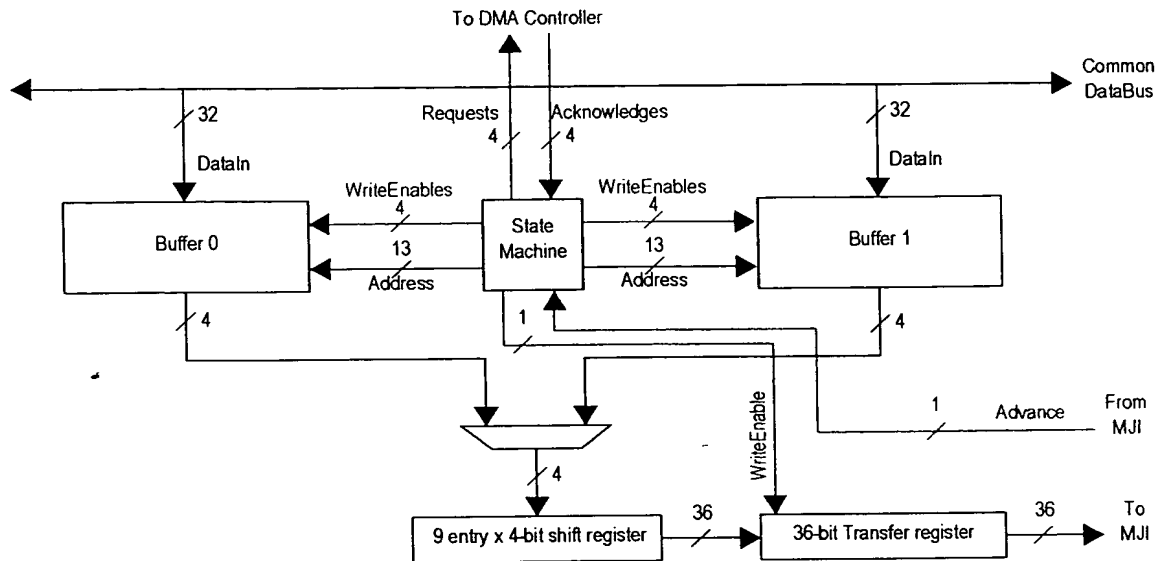 To DMA Controller
Common
DataBus
32
Requests
Acknowledges
32
4
4
DataIn
DataIn
WriteEnables
WriteEnables
4
4
State
Machine
Buffer 0
Buffer 1
13
13
Address
Address
4
1
4
1
Advance
From
MJI
WriteEnable
4
9 entry x 4-bit shift register
36
36-bit Transfer register
36
To
MJI